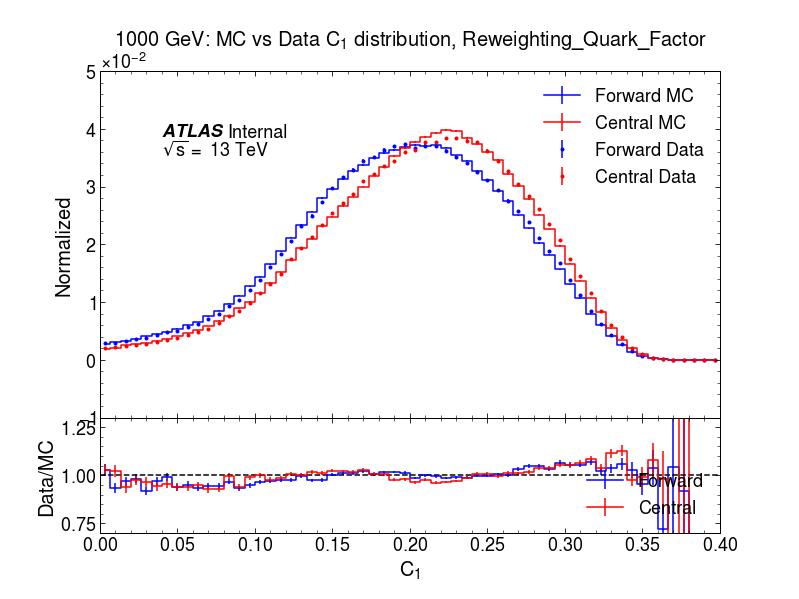 1000 GeV: MC vs Data C₁ distribution, Reweighting_Quark_Factor
×10⁻²
5
4
3
2
1
0
−1
Normalized
ATLAS Internal
√s = 13 TeV
Forward MC
Central MC
Forward Data
Central Data
1.25
1.00
0.75
Data/MC
Forward
Central
0.00 0.05 0.10 0.15 0.20 0.25 0.30 0.35 0.40
C₁